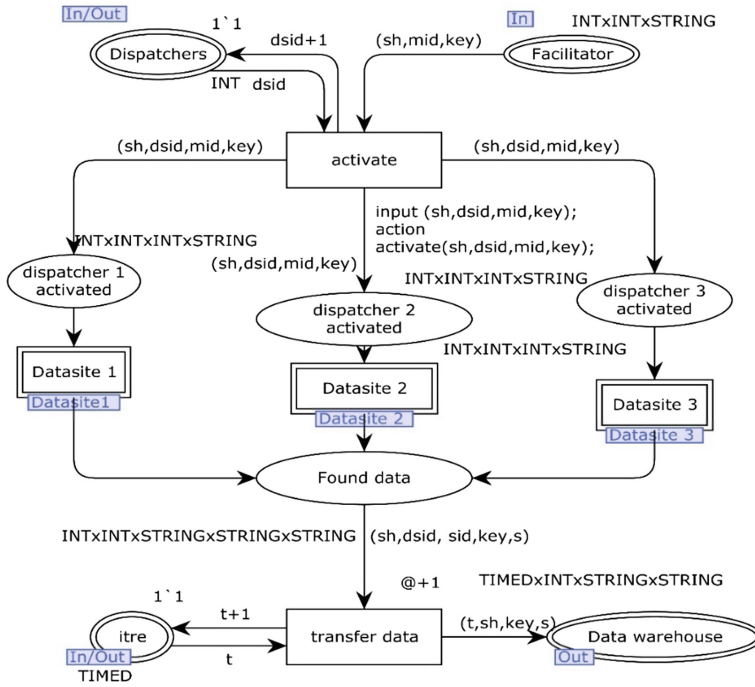 In/Out
1`1
In
INTxINTxSTRING
Dispatchers
dsid+1
(sh,mid,key)
Facilitator
INT dsid
(sh,dsid,mid,key)
activate
(sh,dsid,mid,key)
input (sh,dsid,mid,key);
action
activate(sh,dsid,mid,key);
INTxINTxINTxSTRING
(sh,dsid,mid,key)
INTxINTxINTxSTRING
dispatcher 1
activated
dispatcher 2
activated
dispatcher 3
activated
INTxINTxINTxSTRING
Datasite 1
Datasite1
Datasite 2
Datasite 2
Datasite 3
Datasite 3
Found data
INTxINTxSTRINGxSTRINGxSTRING
(sh,dsid, sid,key,s)
@+1
TIMEDxINTxSTRINGxSTRING
1`1
itre
In/Out
TIMED
t+1
t
transfer data
(t,sh,key,s)
Data warehouse
Out